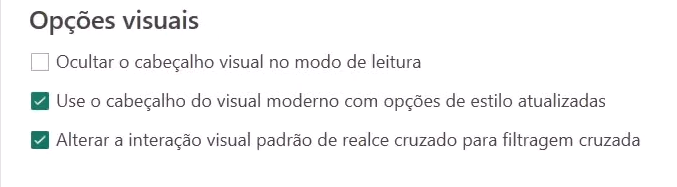 Opções visuais
Ocultar o cabeçalho visual no modo de leitura
Use o cabeçalho do visual moderno com opções de estilo atualizadas
Alterar a interação visual padrão de realce cruzado para filtragem cruzada